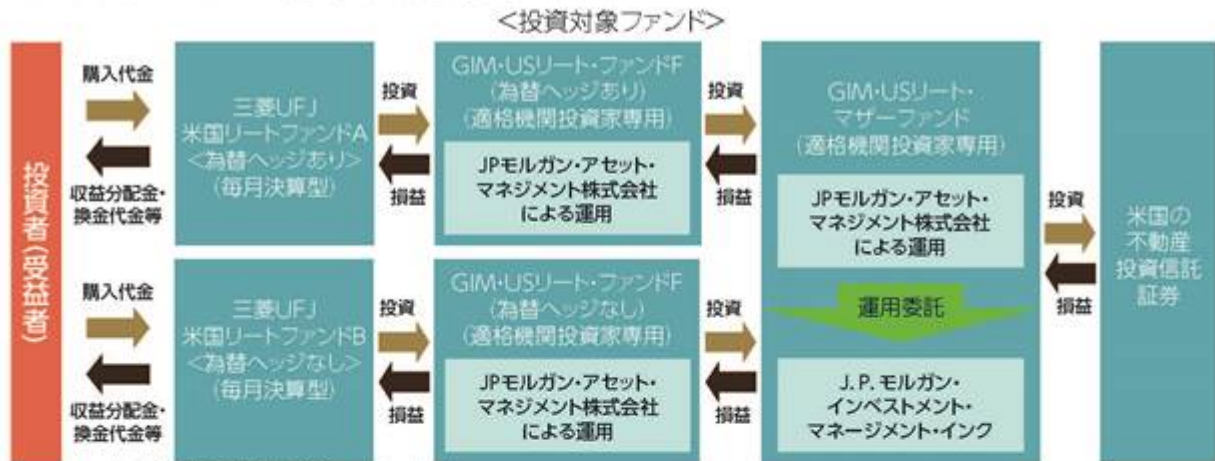 <投資対象ファンド>
投資者(受益者)
購入代金
収益分配金・
換金代金等
三菱UFJ
米国リートファンドA
<為替ヘッジあり>
(毎月決算型)
投資
損益
GIM・USリート・ファンドF
(為替ヘッジあり)
(適格機関投資家専用)
JPモルガン・アセット・
マネジメント株式会社
による運用
投資
損益
購入代金
収益分配金・
換金代金等
三菱UFJ
米国リートファンドB
<為替ヘッジなし>
(毎月決算型)
投資
損益
GIM・USリート・ファンドF
(為替ヘッジなし)
(適格機関投資家専用)
JPモルガン・アセット・
マネジメント株式会社
による運用
投資
損益
GIM・USリート・
マザーファンド
(適格機関投資家専用)
JPモルガン・アセット・
マネジメント株式会社
による運用
運用委託
J.P.モルガン・
インベストメント・
マネージメント・インク
投資
損益
米国の
不動産
投資信託
証券